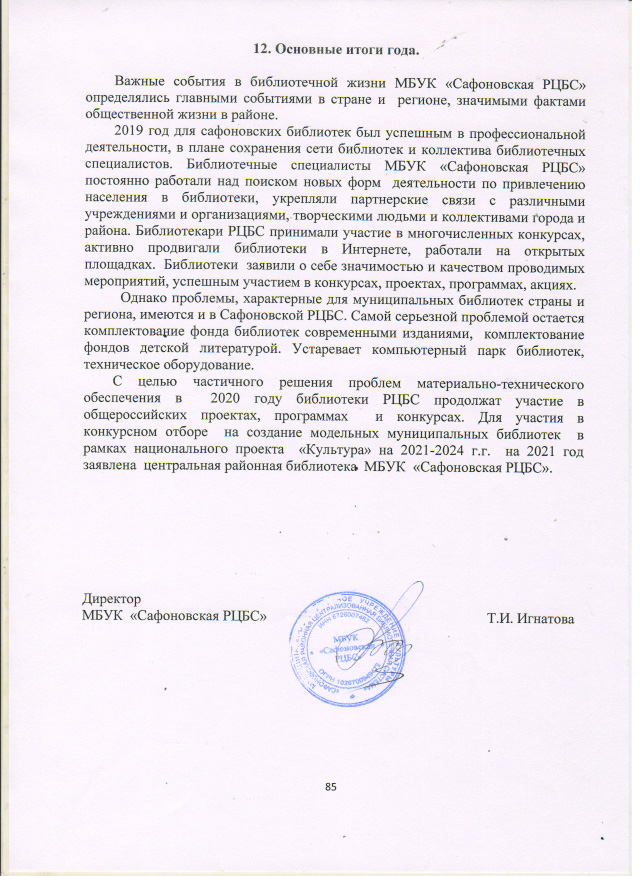 12. Основные итоги года.
Важные события в библиотечной жизни МБУК «Сафоновская РЦБС»
определялись главными событиями в стране и регионе, значимыми фактами
общественной жизни в районе.
2019 год для сафоновских библиотек был успешным в профессиональной
деятельности, в плане сохранения сети библиотек и коллектива библиотечных
специалистов. Библиотечные специалисты МБУК «Сафоновская РЦБС»
постоянно работали над поиском новых форм деятельности по привлечению
населения в библиотеки, укрепляли партнерские связи с различными
учреждениями и организациями, творческими людьми и коллективами города и
района. Библиотекари РЦБС принимали участие в многочисленных конкурсах,
активно продвигали библиотеки в Интернете, работали на открытых
площадках. Библиотеки заявили о себе значимостью и качеством проводимых
мероприятий, успешным участием в конкурсах, проектах, программах, акциях.
Однако проблемы, характерные для муниципальных библиотек страны и
региона, имеются и в Сафоновской РЦБС. Самой серьезной проблемой остается
комплектование фонда библиотек современными изданиями, комплектование
фондов детской литературой. Устаревает компьютерный парк библиотек,
техническое оборудование.
С целью частичного решения проблем материально-технического
обеспечения в 2020 году библиотеки РЦБС продолжат участие в
общероссийских проектах, программах и конкурсах. Для участия в
конкурсном отборе на создание модельных муниципальных библиотек в
рамках национального проекта «Культура» на 2021-2024 г.г. на 2021 год
заявлена центральная районная библиотека МБУК «Сафоновская РЦБС».
Директор
МБУК «Сафоновская РЦБС»
Т.И. Игнатова
МБУК
«Сафоновская
РЦБС»
85